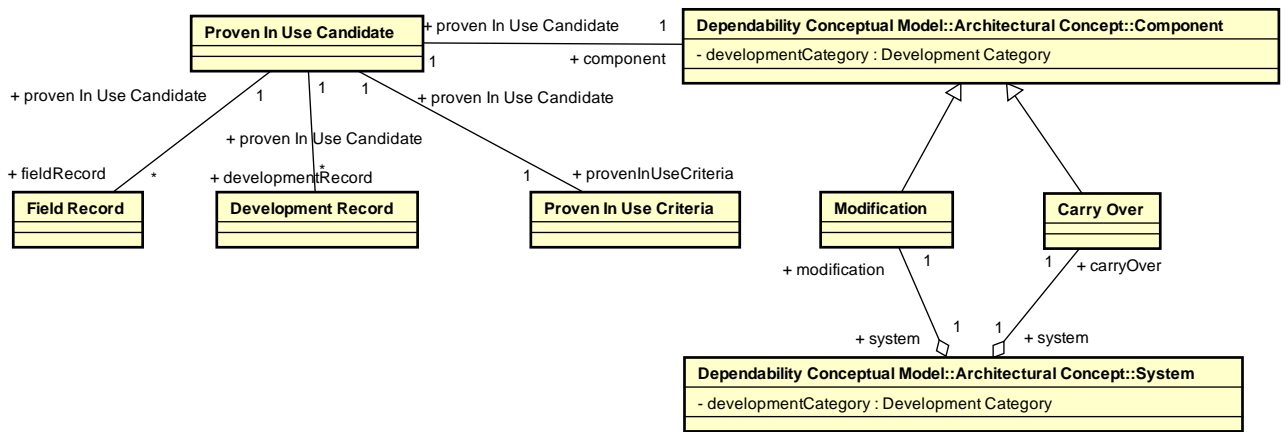 Proven In Use Candidate
+ proven In Use Candidate
1
1
+ component
Dependability Conceptual Model::Architectural Concept::Component
- developmentCategory : Development Category
+ proven In Use Candidate
1
1
1
+ proven In Use Candidate
+ proven In Use Candidate
+ fieldRecord
*
*
+ developmentRecord
1
+ provenInUseCriteria
Field Record
Development Record
Proven In Use Criteria
Modification
Carry Over
+ modification
1
1
+ carryOver
+ system
1
1
+ system
Dependability Conceptual Model::Architectural Concept::System
- developmentCategory : Development Category